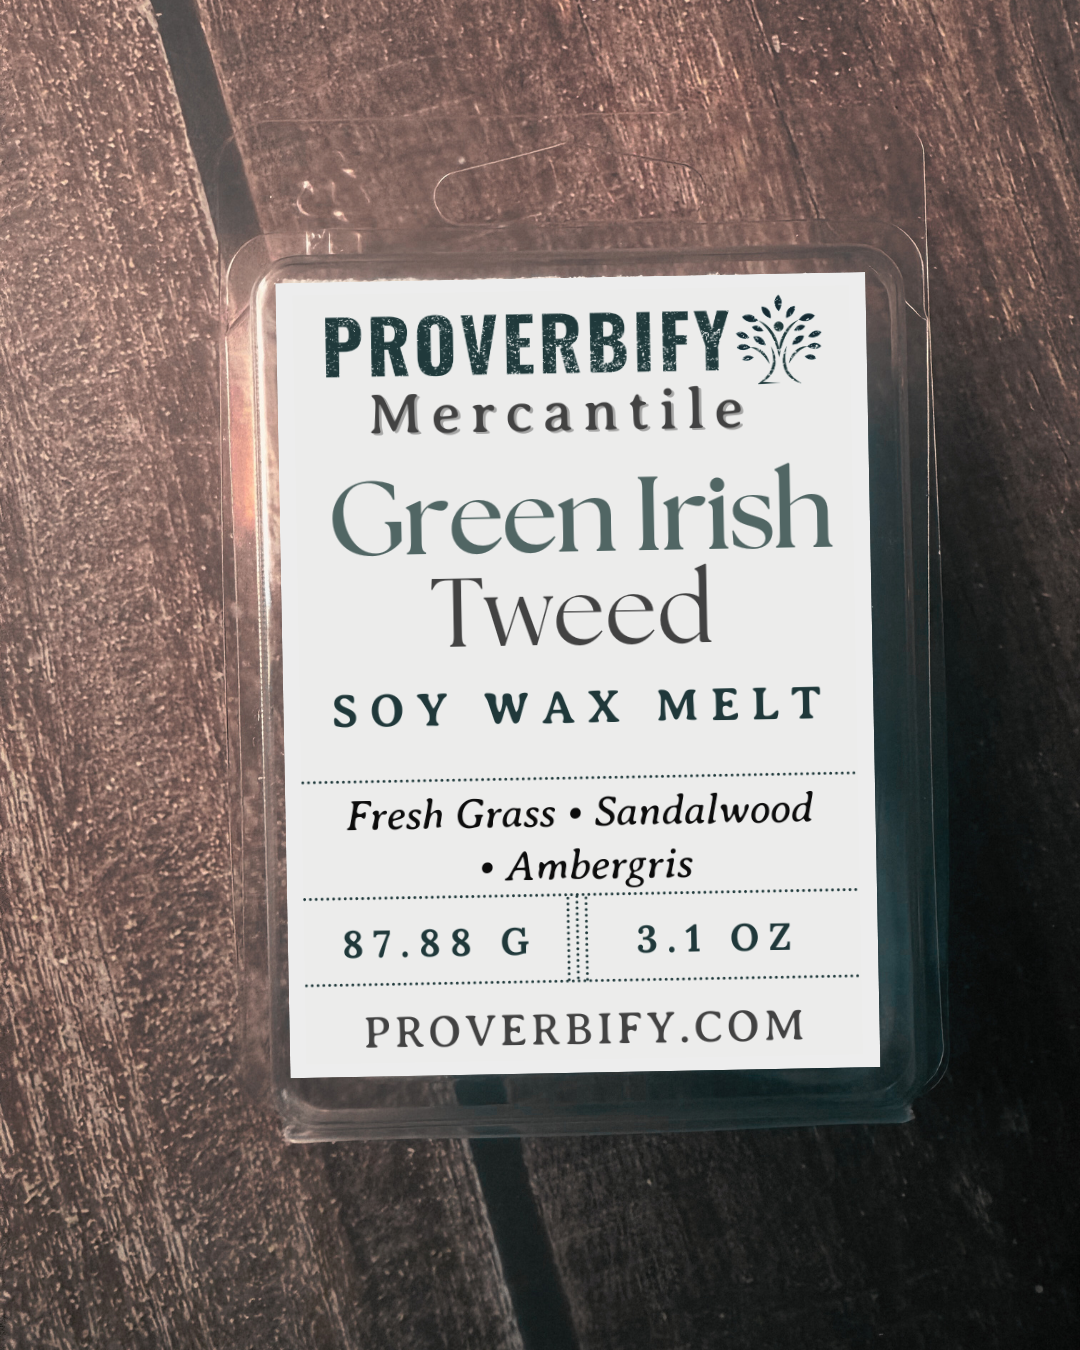 PROVERBIFY
Mercantile
Green Irish
Tweed
SOY WAX MELT
Fresh Grass • Sandalwood
• Ambergris
87.88 G 3.1 OZ
PROVERBIFY.COM